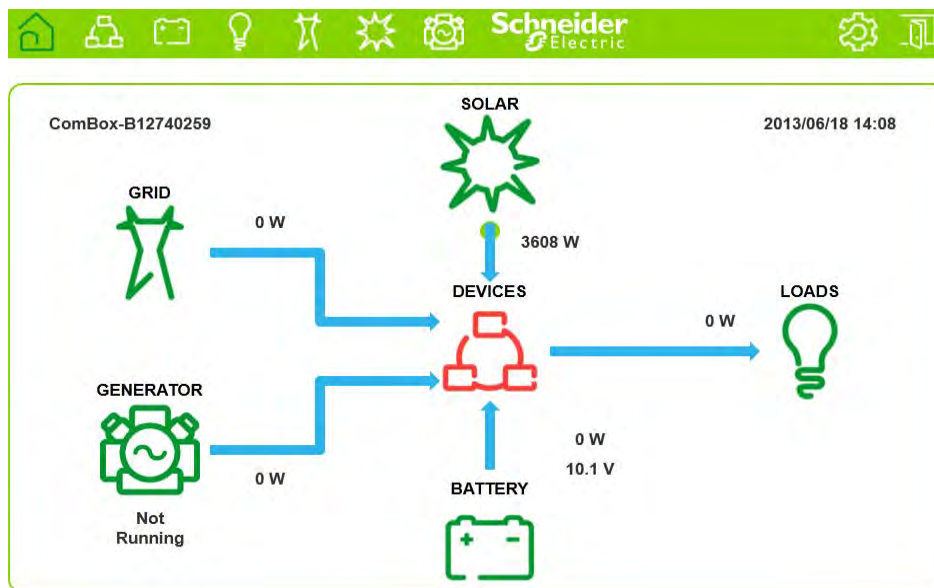 Schneider
Electric
SOLAR
ComBox-B12740259
2013/06/18 14:08
GRID
0 W
3608 W
DEVICES
LOADS
0 W
GENERATOR
0 W
10.1 V
0 W
BATTERY
Not
Running